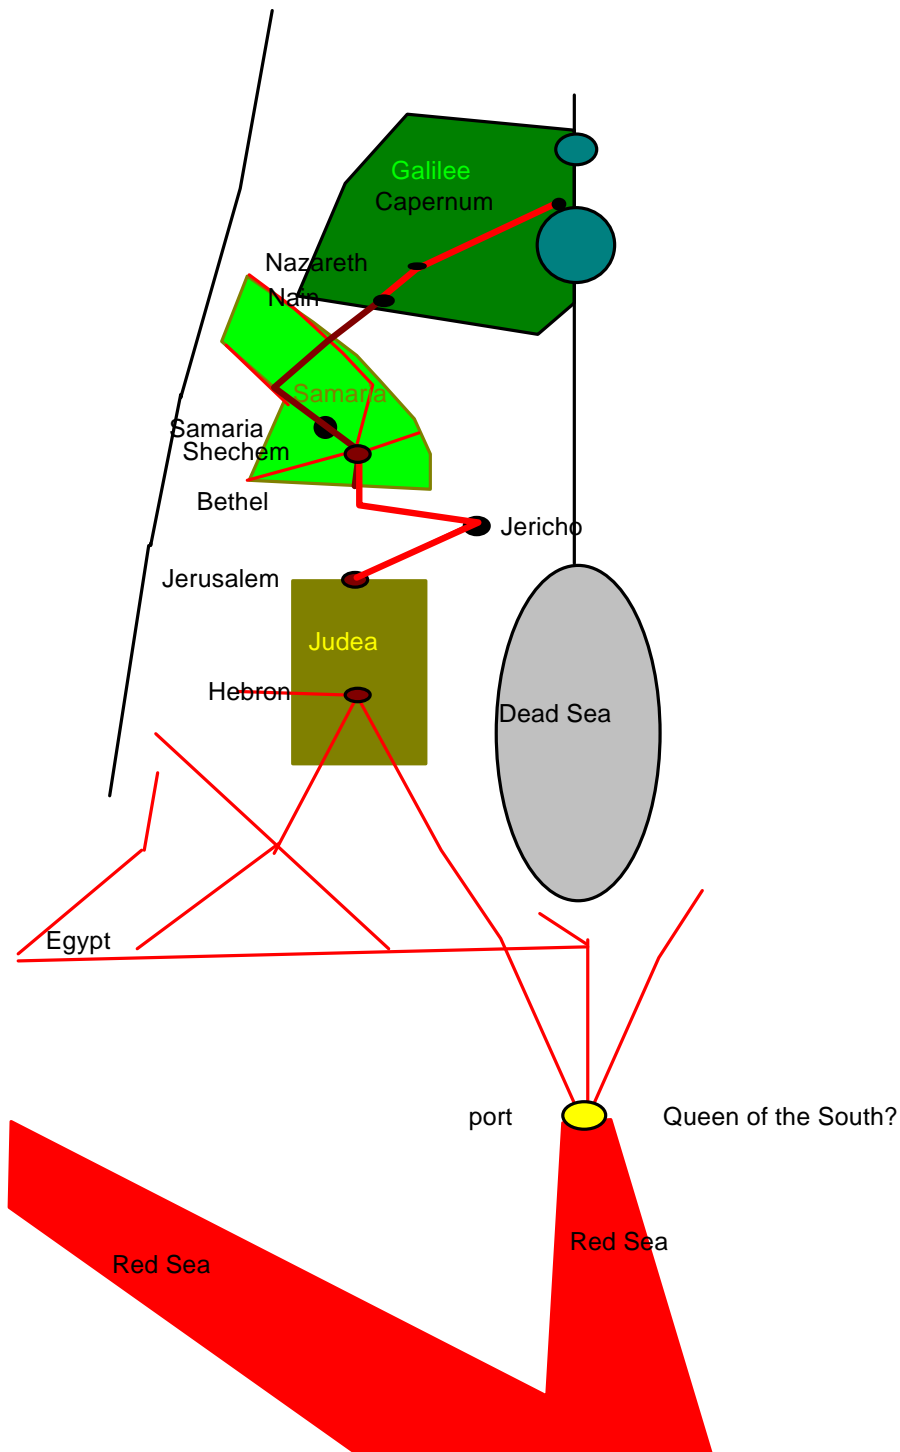 Galilee
Capernum
Nazareth
Nain
Samaria
Samaria
Shechem
Bethel
Jericho
Jerusalem
Judea
Hebron
Dead Sea
Egypt
port
Queen of the South?
Red Sea
Red Sea